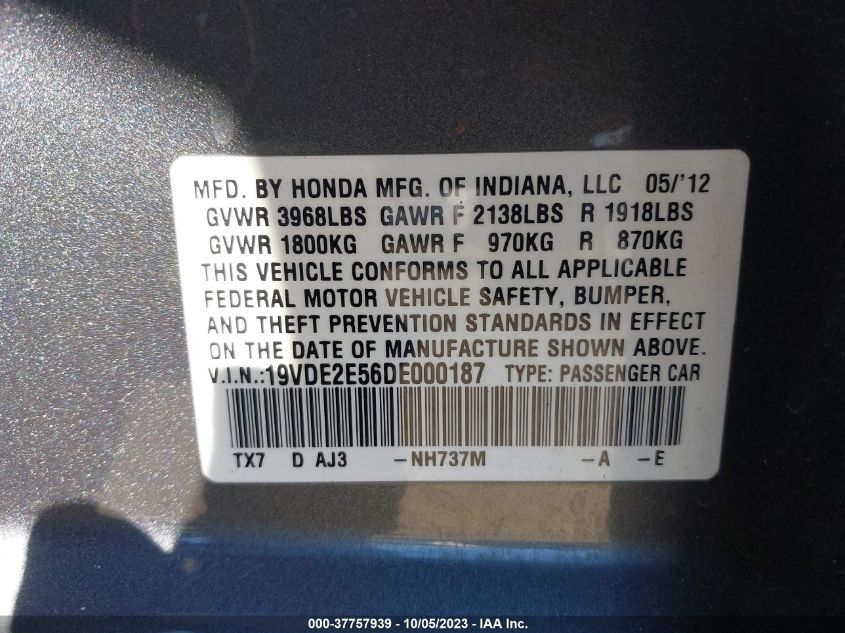 MFD. BY HONDA MFG. OF INDIANA, LLC 05/'12
GVWR 3968LBS GAWR F 2138LBS R 1918LBS
GVWR 1800KG GAWR F 970KG R 870KG
THIS VEHICLE CONFORMS TO ALL APPLICABLE
FEDERAL MOTOR VEHICLE SAFETY, BUMPER,
AND THEFT PREVENTION STANDARDS IN EFFECT
ON THE DATE OF MANUFACTURE SHOWN ABOVE.
V.I.N.:19VDE2E56DE000187 TYPE: PASSENGER CAR
TX7 D AJ3 -NH737M -A -E
000-37757939 - 10/05/2023 - IAA Inc.